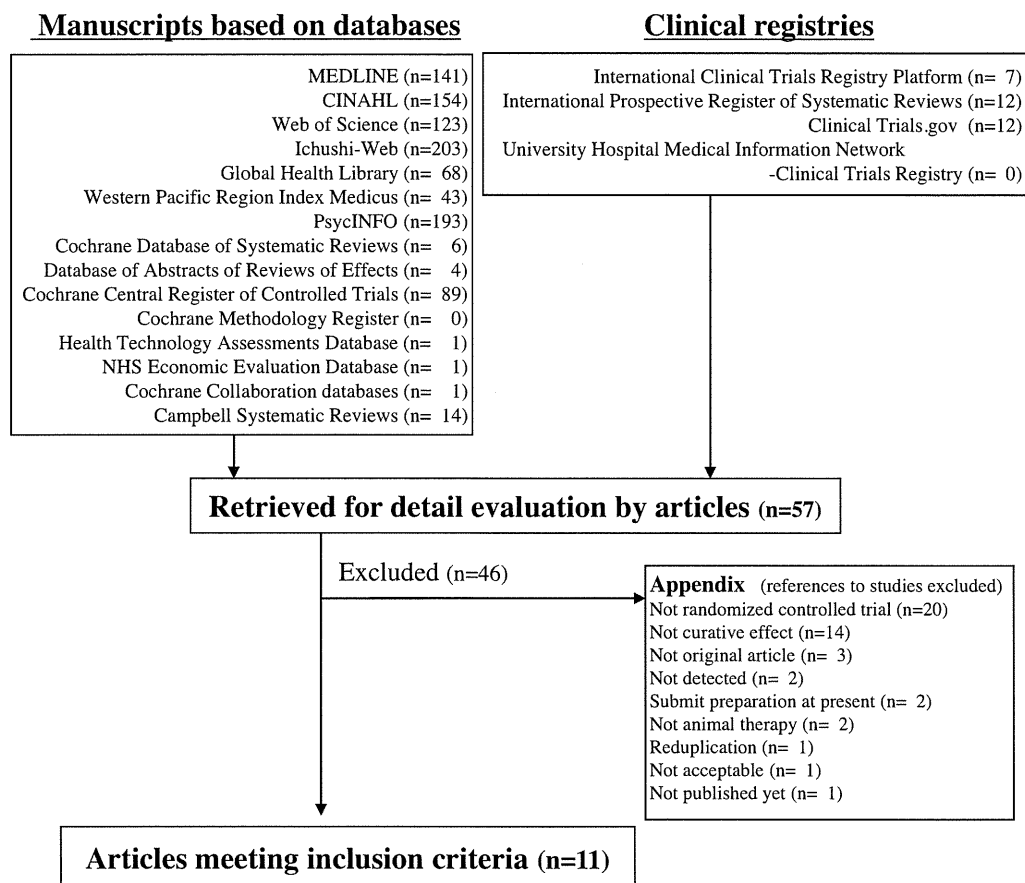 Manuscripts based on databases
MEDLINE (n=141)
CINAHL (n=154)
Web of Science (n=123)
Ichushi-Web (n=203)
Global Health Library (n= 68)
Western Pacific Region Index Medicus (n= 43)
PsycINFO (n=193)
Cochrane Database of Systematic Reviews (n= 6)
Database of Abstracts of Reviews of Effects (n= 4)
Cochrane Central Register of Controlled Trials (n= 89)
Cochrane Methodology Register (n= 0)
Health Technology Assessments Database (n= 1)
NHS Economic Evaluation Database (n= 1)
Cochrane Collaboration databases (n= 1)
Campbell Systematic Reviews (n= 14)
Clinical registries
International Clinical Trials Registry Platform (n= 7)
International Prospective Register of Systematic Reviews (n=12)
Clinical Trials.gov (n=12)
University Hospital Medical Information Network
-Clinical Trials Registry (n= 0)
Retrieved for detail evaluation by articles (n=57)
Excluded (n=46)
Appendix (references to studies excluded)
Not randomized controlled trial (n=20)
Not curative effect (n=14)
Not original article (n= 3)
Not detected (n= 2)
Submit preparation at present (n= 2)
Not animal therapy (n= 2)
Reduplication (n= 1)
Not acceptable (n= 1)
Not published yet (n= 1)
Articles meeting inclusion criteria (n=11)